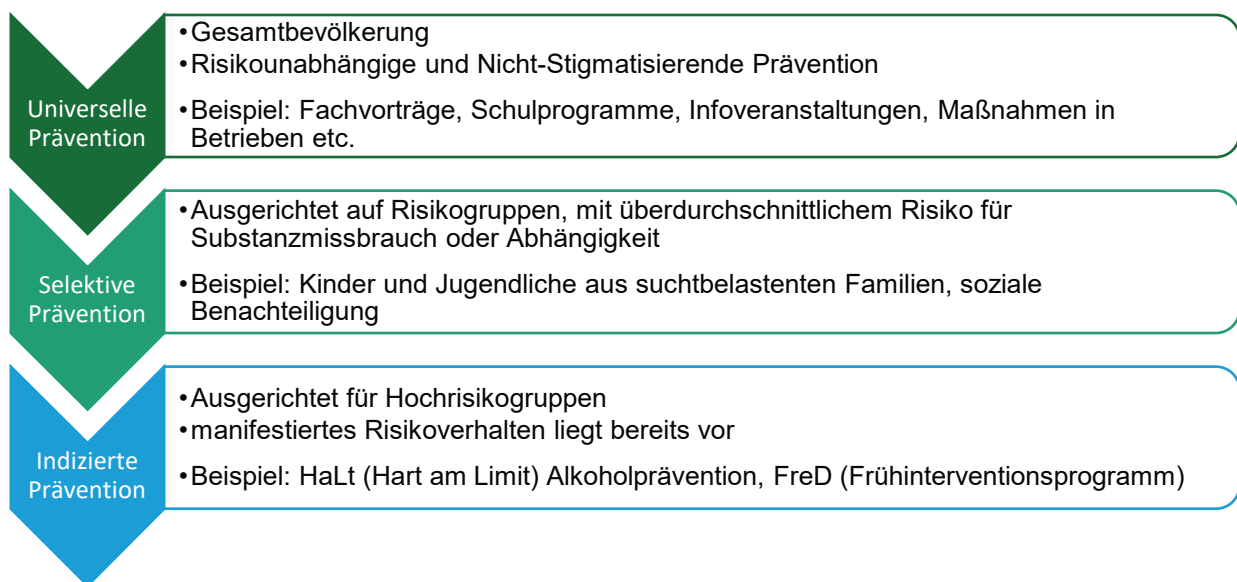 Universelle
Prävention
•Gesamtbevölkerung
•Risikounabhängige und Nicht-Stigmatisierende Prävention
•Beispiel: Fachvorträge, Schulprogramme, Infoveranstaltungen, Maßnahmen in
Betrieben etc.
Selektive
Prävention
•Ausgerichtet auf Risikogruppen, mit überdurchschnittlichem Risiko für
Substanzmissbrauch oder Abhängigkeit
•Beispiel: Kinder und Jugendliche aus suchtbelastenten Familien, soziale
Benachteiligung
Indizierte
Prävention
•Ausgerichtet für Hochrisikogruppen
•manifestiertes Risikoverhalten liegt bereits vor
•Beispiel: HaLt (Hart am Limit) Alkoholprävention, FreD (Frühinterventionsprogramm)